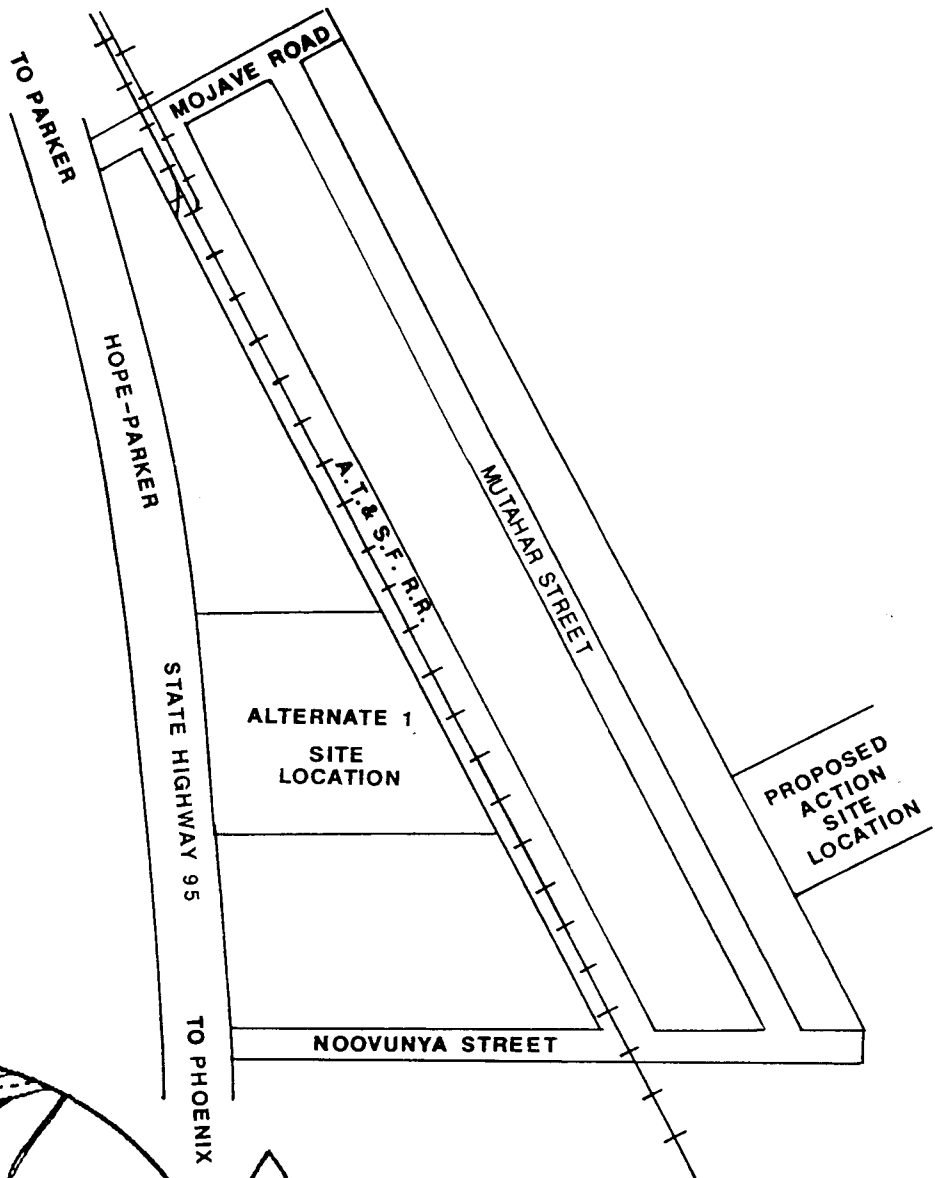 TO PARKER
MOJAVE ROAD
HOPE-PARKER
A.T. & S.F. R.R.
MUTAHAR STREET
STATE HIGHWAY 95
ALTERNATE 1
SITE
LOCATION
PROPOSED
ACTION
SITE
LOCATION
NOOVUNYA STREET
TO PHOENIX